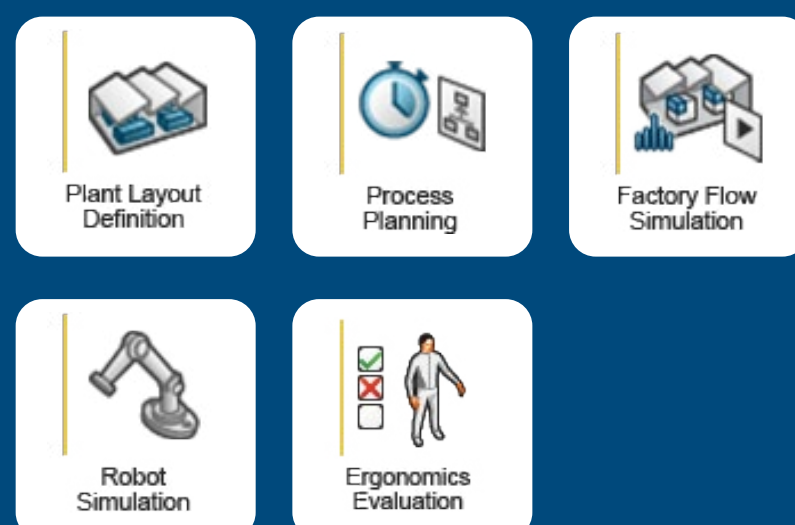 Plant Layout
Definition
Process
Planning
Factory Flow
Simulation
Robot
Simulation
Ergonomics
Evaluation